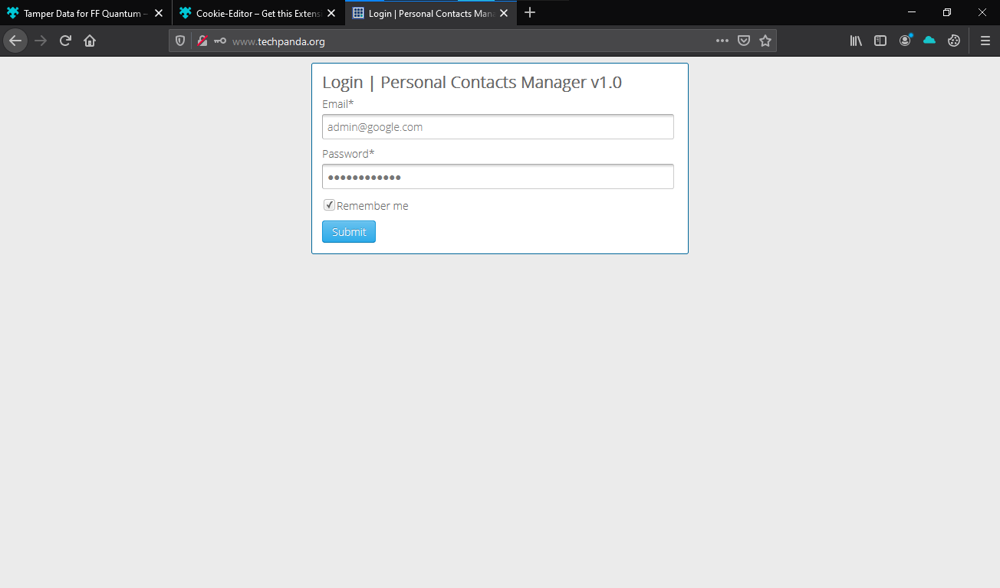 Tamper Data for FF Quantum –
Cookie-Editor – Get this Extensi
Login | Personal Contacts Mana
www.techpanda.org
Login | Personal Contacts Manager v1.0
Email*
admin@google.com
Password*
••••••••••••
Remember me
Submit